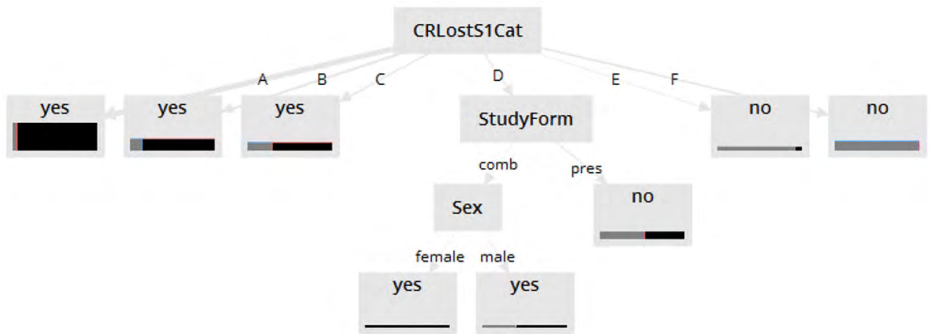 CRLostS1Cat
A B C D E F
yes yes yes StudyForm no no
comb pres
Sex no
female male
yes yes